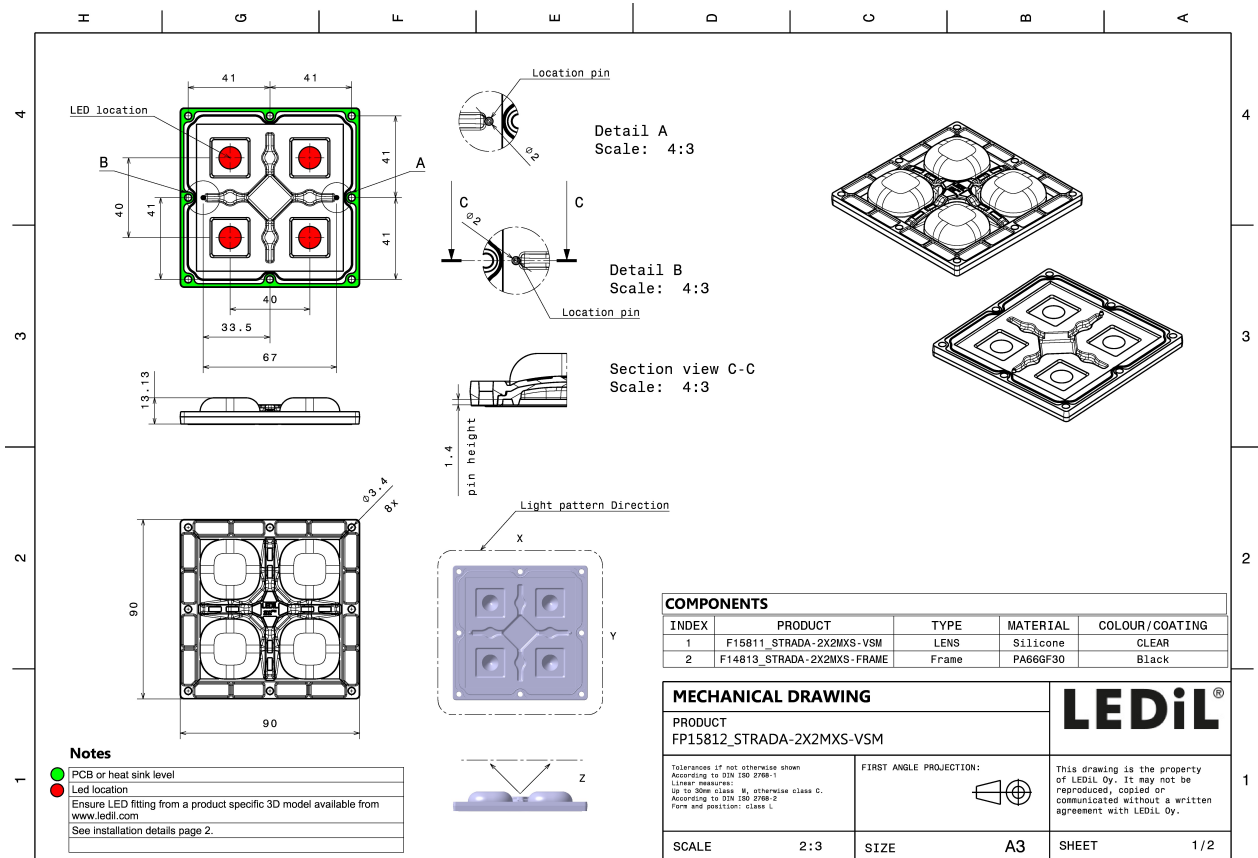 H G F E D C B A
4
3
2
1
4
3
2
1
41 41
LED location
B
A
40
41
41
41
40
33.5
67
Location pin
Detail A
Scale: 4:3
⌀2
C C
⌀2
Detail B
Scale: 4:3
Location pin
Section view C-C
Scale: 4:3
1.4
pin height
13.13
⌀3.4
8x
90
90
LEDiL
Light pattern Direction
X
Y
Z
Notes
PCB or heat sink level
Led location
Ensure LED fitting from a product specific 3D model available from
www.ledil.com
See installation details page 2.
COMPONENTS
INDEX PRODUCT TYPE MATERIAL COLOUR/COATING
1 F15811_STRADA-2X2MXS-VSM LENS Silicone CLEAR
2 F14813_STRADA-2X2MXS-FRAME Frame PA66GF30 Black
MECHANICAL DRAWING
LEDiL®
PRODUCT
FP15812_STRADA-2X2MXS-VSM
Tolerances if not otherwise shown
According to DIN ISO 2768-1
Linear measures:
Up to 30mm class M, otherwise class C.
According to DIN ISO 2768-2
Form and position: class L
FIRST ANGLE PROJECTION:
This drawing is the property
of LEDiL Oy. It may not be
reproduced, copied or
communicated without a written
agreement with LEDiL Oy.
SCALE 2:3
SIZE A3
SHEET 1/2